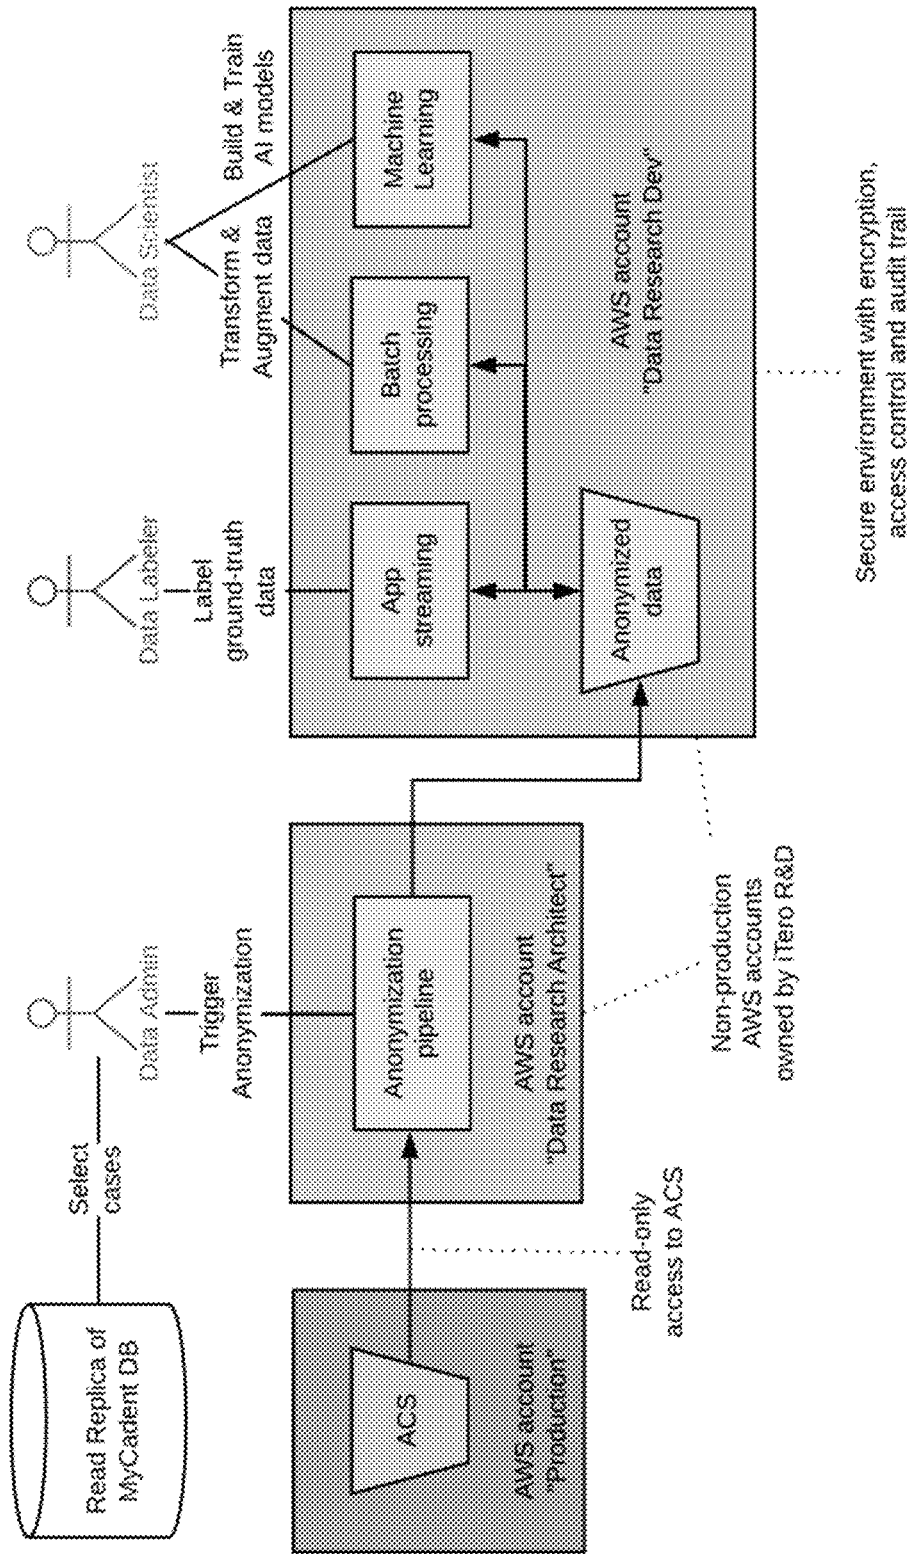 Read Replica of
MyCadent DB
Select
cases
Data Admin
Trigger
Anonymization
Data Labeler
Label
ground-truth
data
Data Scientist
Transform &
Augment data
Build & Train
AI models
ACS
AWS account
"Production"
Read-only
access to ACS
Anonymization
pipeline
AWS account
"Data Research Architect"
Non-production
AWS accounts
owned by iTero R&D
App
streaming
Batch
processing
Machine
Learning
Anonymized
data
AWS account
"Data Research Dev"
Secure environment with encryption,
access control and audit trail